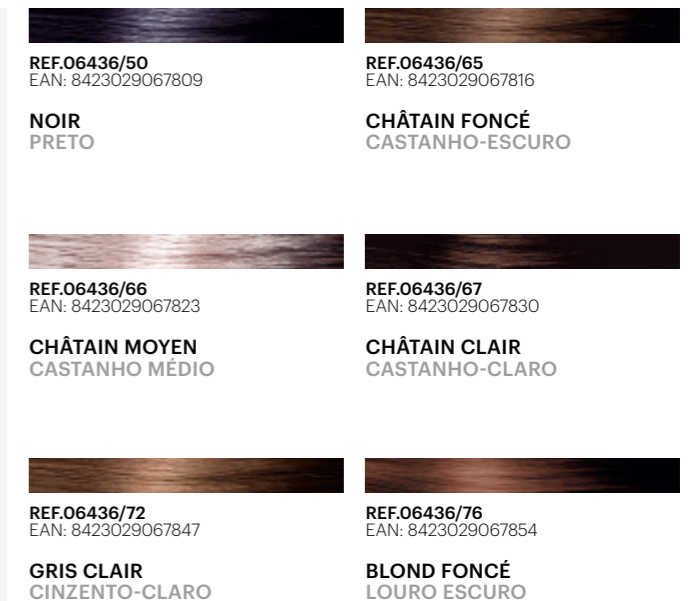 REF.06436/50
EAN: 8423029067809
NOIR
PRETO
REF.06436/65
EAN: 8423029067816
CHÂTAIN FONCÉ
CASTANHO-ESCURO
REF.06436/66
EAN: 8423029067823
CHÂTAIN MOYEN
CASTANHO MÉDIO
REF.06436/67
EAN: 8423029067830
CHÂTAIN CLAIR
CASTANHO-CLARO
REF.06436/72
EAN: 8423029067847
GRIS CLAIR
CINZENTO-CLARO
REF.06436/76
EAN: 8423029067854
BLOND FONCÉ
LOURO ESCURO